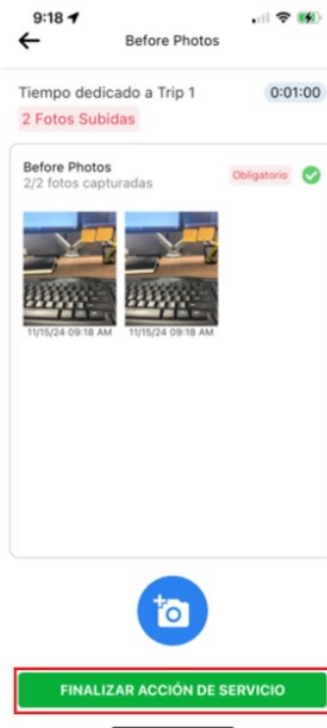 9:18
Before Photos
Tiempo dedicado a Trip 1
0:01:00
2 Fotos Subidas
Before Photos
2/2 fotos capturadas
Obligatorio
11/15/24 09:18 AM
11/15/24 09:18 AM
FINALIZAR ACCIÓN DE SERVICIO